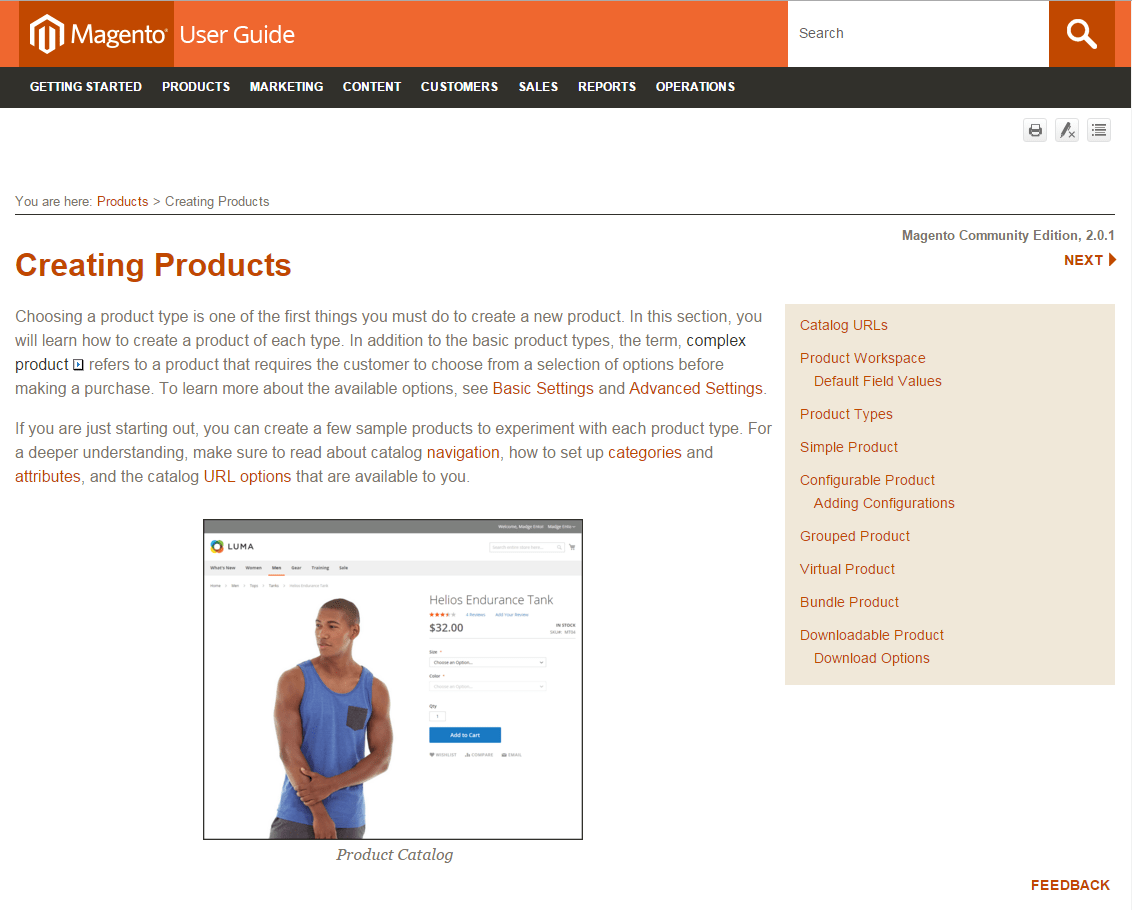 Magento® User Guide
Search
GETTING STARTED PRODUCTS MARKETING CONTENT CUSTOMERS SALES REPORTS OPERATIONS
You are here: Products > Creating Products
Magento Community Edition, 2.0.1
NEXT
Creating Products
Choosing a product type is one of the first things you must do to create a new product. In this section, you
will learn how to create a product of each type. In addition to the basic product types, the term, complex
product refers to a product that requires the customer to choose from a selection of options before
making a purchase. To learn more about the available options, see Basic Settings and Advanced Settings.
If you are just starting out, you can create a few sample products to experiment with each product type. For
a deeper understanding, make sure to read about catalog navigation, how to set up categories and
attributes, and the catalog URL options that are available to you.
Catalog URLs
Product Workspace
Default Field Values
Product Types
Simple Product
Configurable Product
Adding Configurations
Grouped Product
Virtual Product
Bundle Product
Downloadable Product
Download Options
LUMA
What's New Women Men Gear Training Sale
Home > Men > Tops > Tanks > Helios Endurance Tank
Helios Endurance Tank
4 Reviews Add Your Review
$32.00
IN STOCK
Size *
Choose an Option...
Color *
Choose an Option...
Qty
1
Add to Cart
WISHLIST COMPARE EMAIL
Product Catalog
FEEDBACK